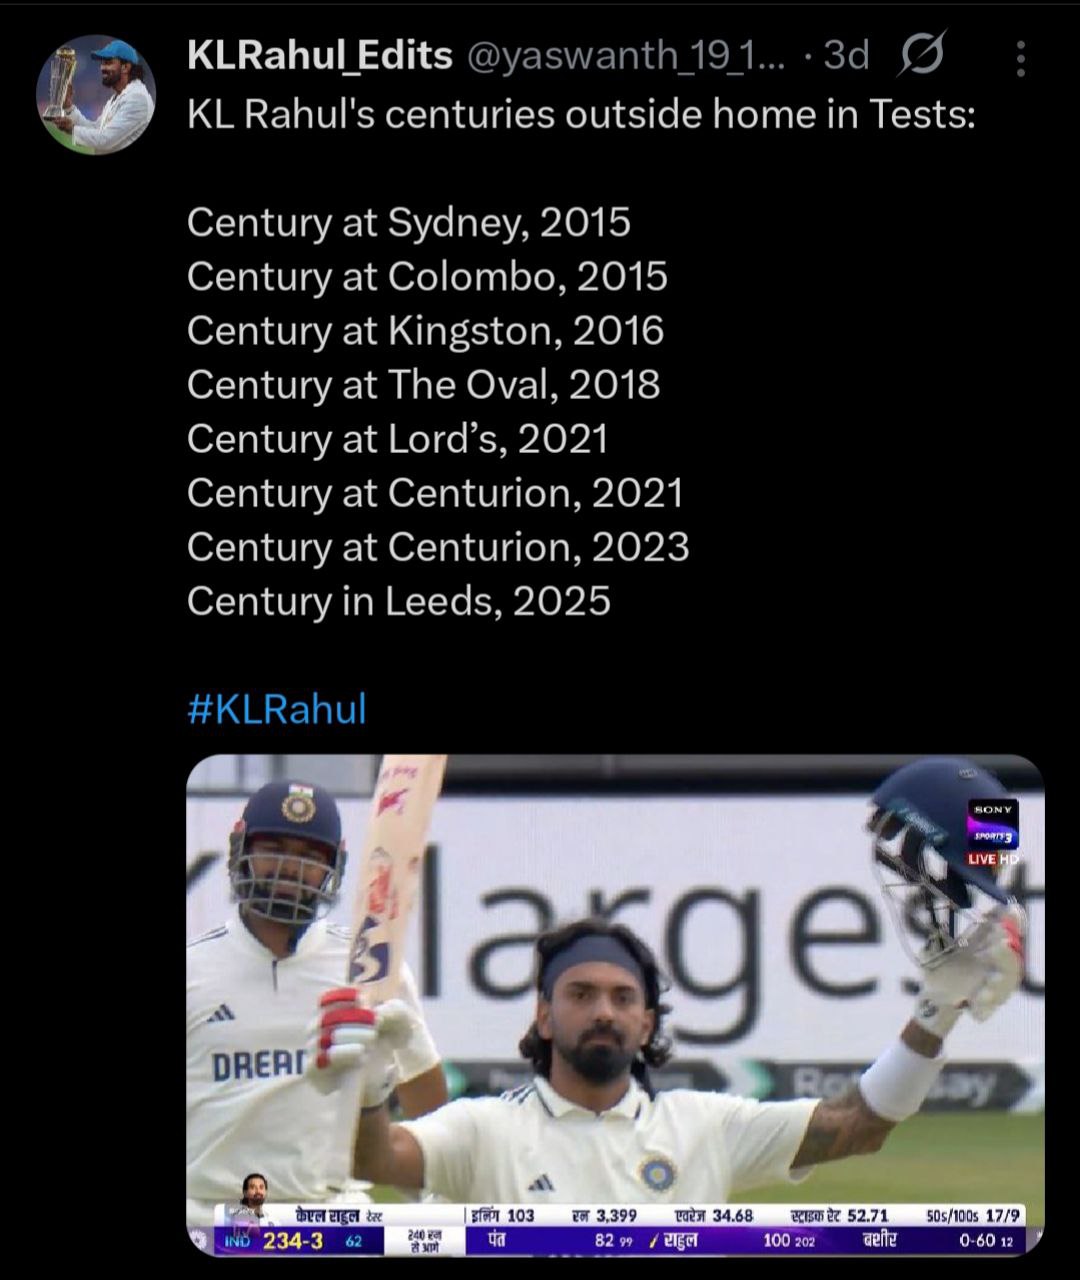 KLRahul_Edits @yaswanth_19_1... · 3d
KL Rahul's centuries outside home in Tests:
Century at Sydney, 2015
Century at Colombo, 2015
Century at Kingston, 2016
Century at The Oval, 2018
Century at Lord’s, 2021
Century at Centurion, 2021
Century at Centurion, 2023
Century in Leeds, 2025
#KLRahul
SONY
SPORTS 3
LIVE HD
largest
DREAM
केएल राहुल टेस्ट इनिंग 103 रन 3,399 एवरेज 34.68 स्ट्राइक रेट 52.71 50s/100s 17/9
IND 234-3 62 240 रन से आगे पंत 82 99 राहुल 100 202 बशीर 0-60 12